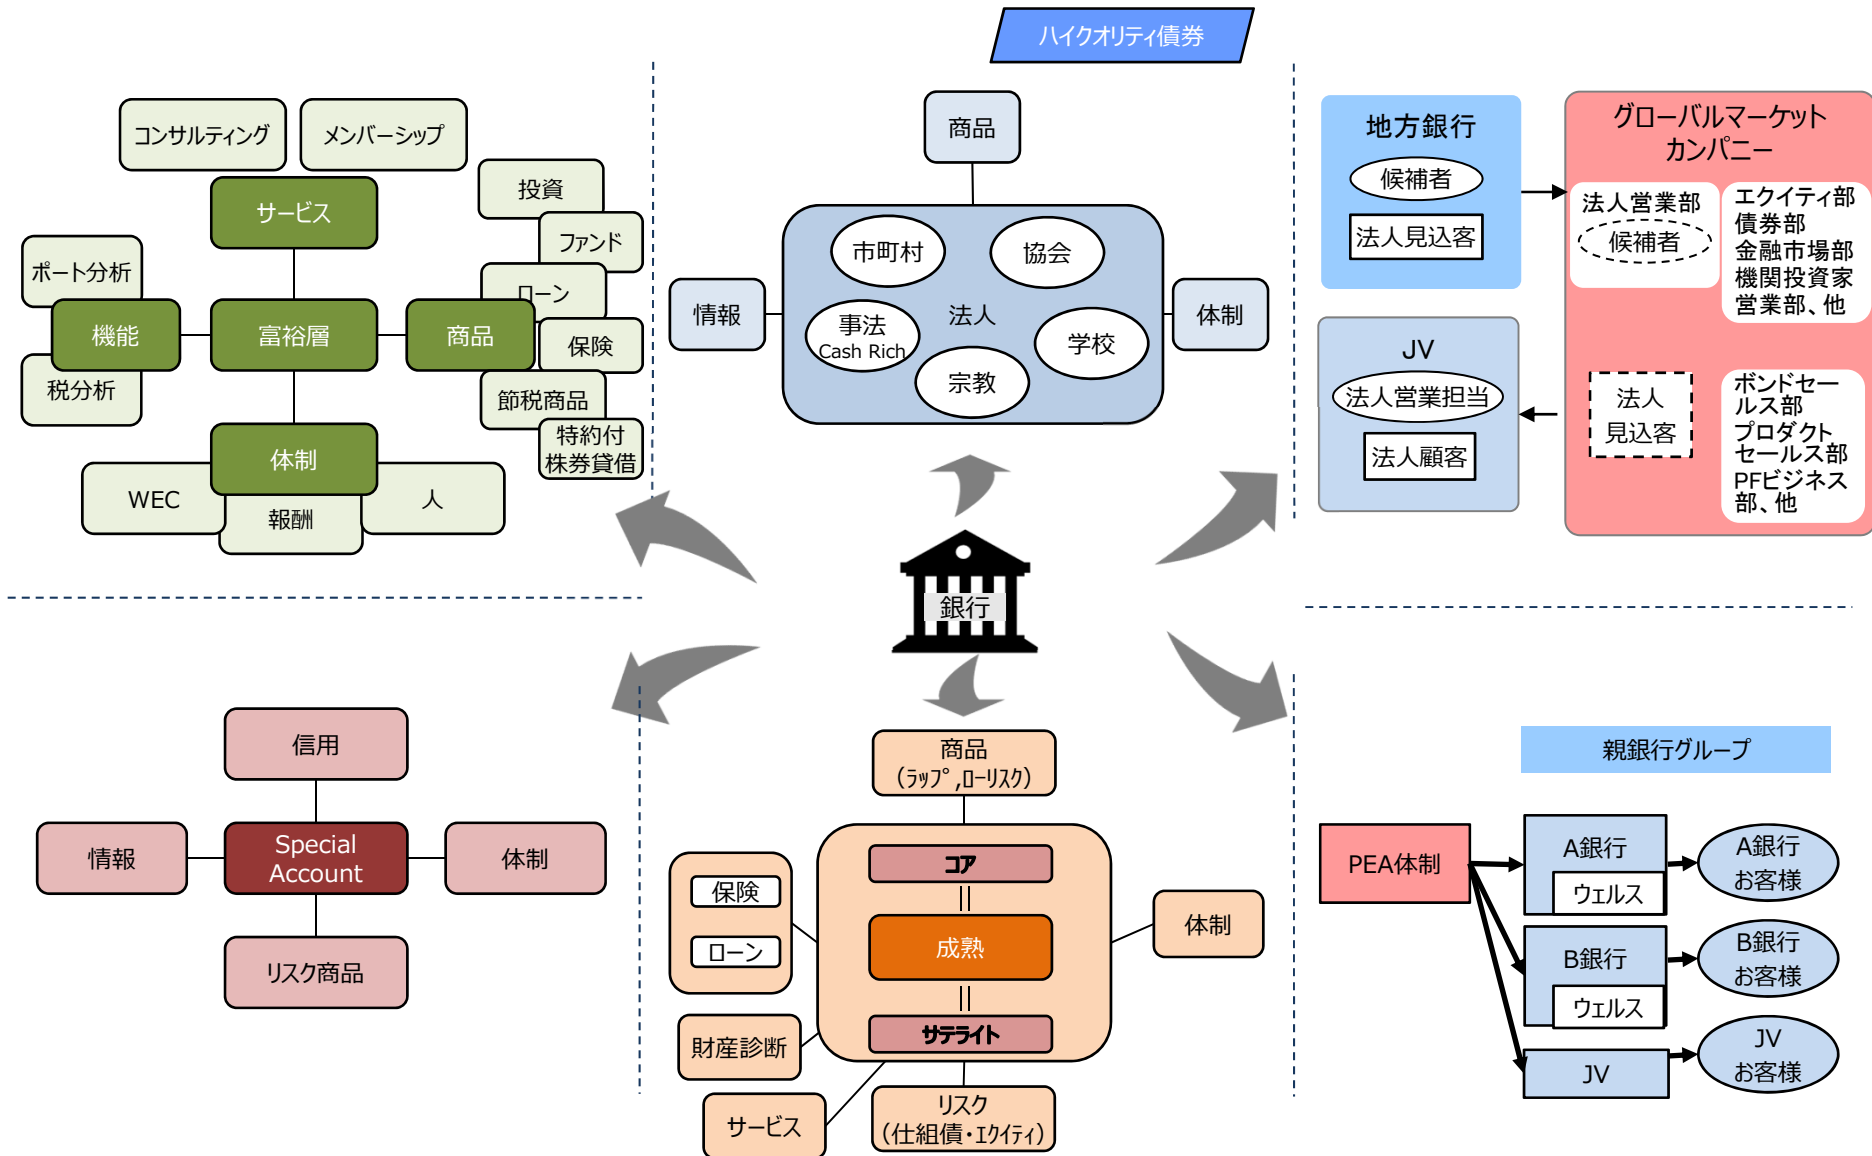 ハイクオリティ債券
コンサルティング
メンバーシップ
サービス
投資
ファンド
ローン
ポート分析
機能
富裕層
商品
保険
税分析
節税商品
特約付
株券貸借
体制
WEC
報酬
人
商品
情報
市町村
協会
事法
Cash Rich
法人
学校
宗教
体制
地方銀行
候補者
法人見込客
グローバルマーケット
カンパニー
法人営業部
候補者
エクイティ部
債券部
金融市場部
機関投資家
営業部、他
JV
法人営業担当
法人顧客
法人
見込客
ボンドセー
ルス部
プロダクト
セールス部
PFビジネス
部、他
銀行
信用
情報
Special
Account
体制
リスク商品
商品
（ﾗｯﾌﾟ,ﾛｰﾘｽｸ）
コア
保険
ローン
成熟
体制
サテライト
財産診断
サービス
リスク
（仕組債・ｴｸｲﾃｨ）
親銀行グループ
PEA体制
A銀行
ウェルス
A銀行
お客様
B銀行
ウェルス
B銀行
お客様
JV
JV
お客様